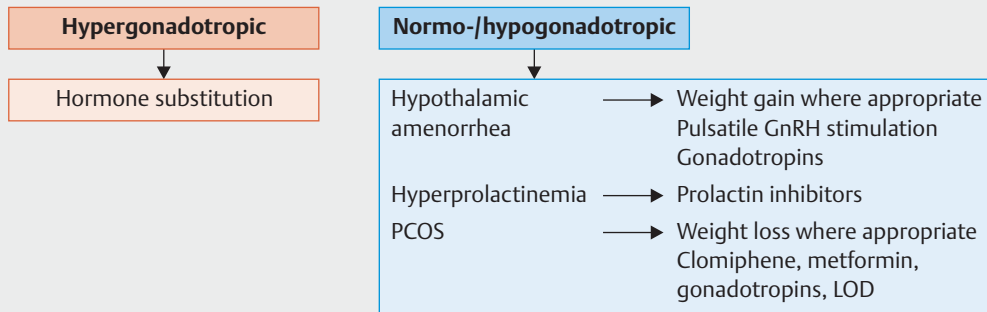 Hypergonadotropic
Hormone substitution
Normo-/hypogonadotropic
Hypothalamic amenorrhea
Weight gain where appropriate
Pulsatile GnRH stimulation
Gonadotropins
Hyperprolactinemia
Prolactin inhibitors
PCOS
Weight loss where appropriate
Clomiphene, metformin,
gonadotropins, LOD